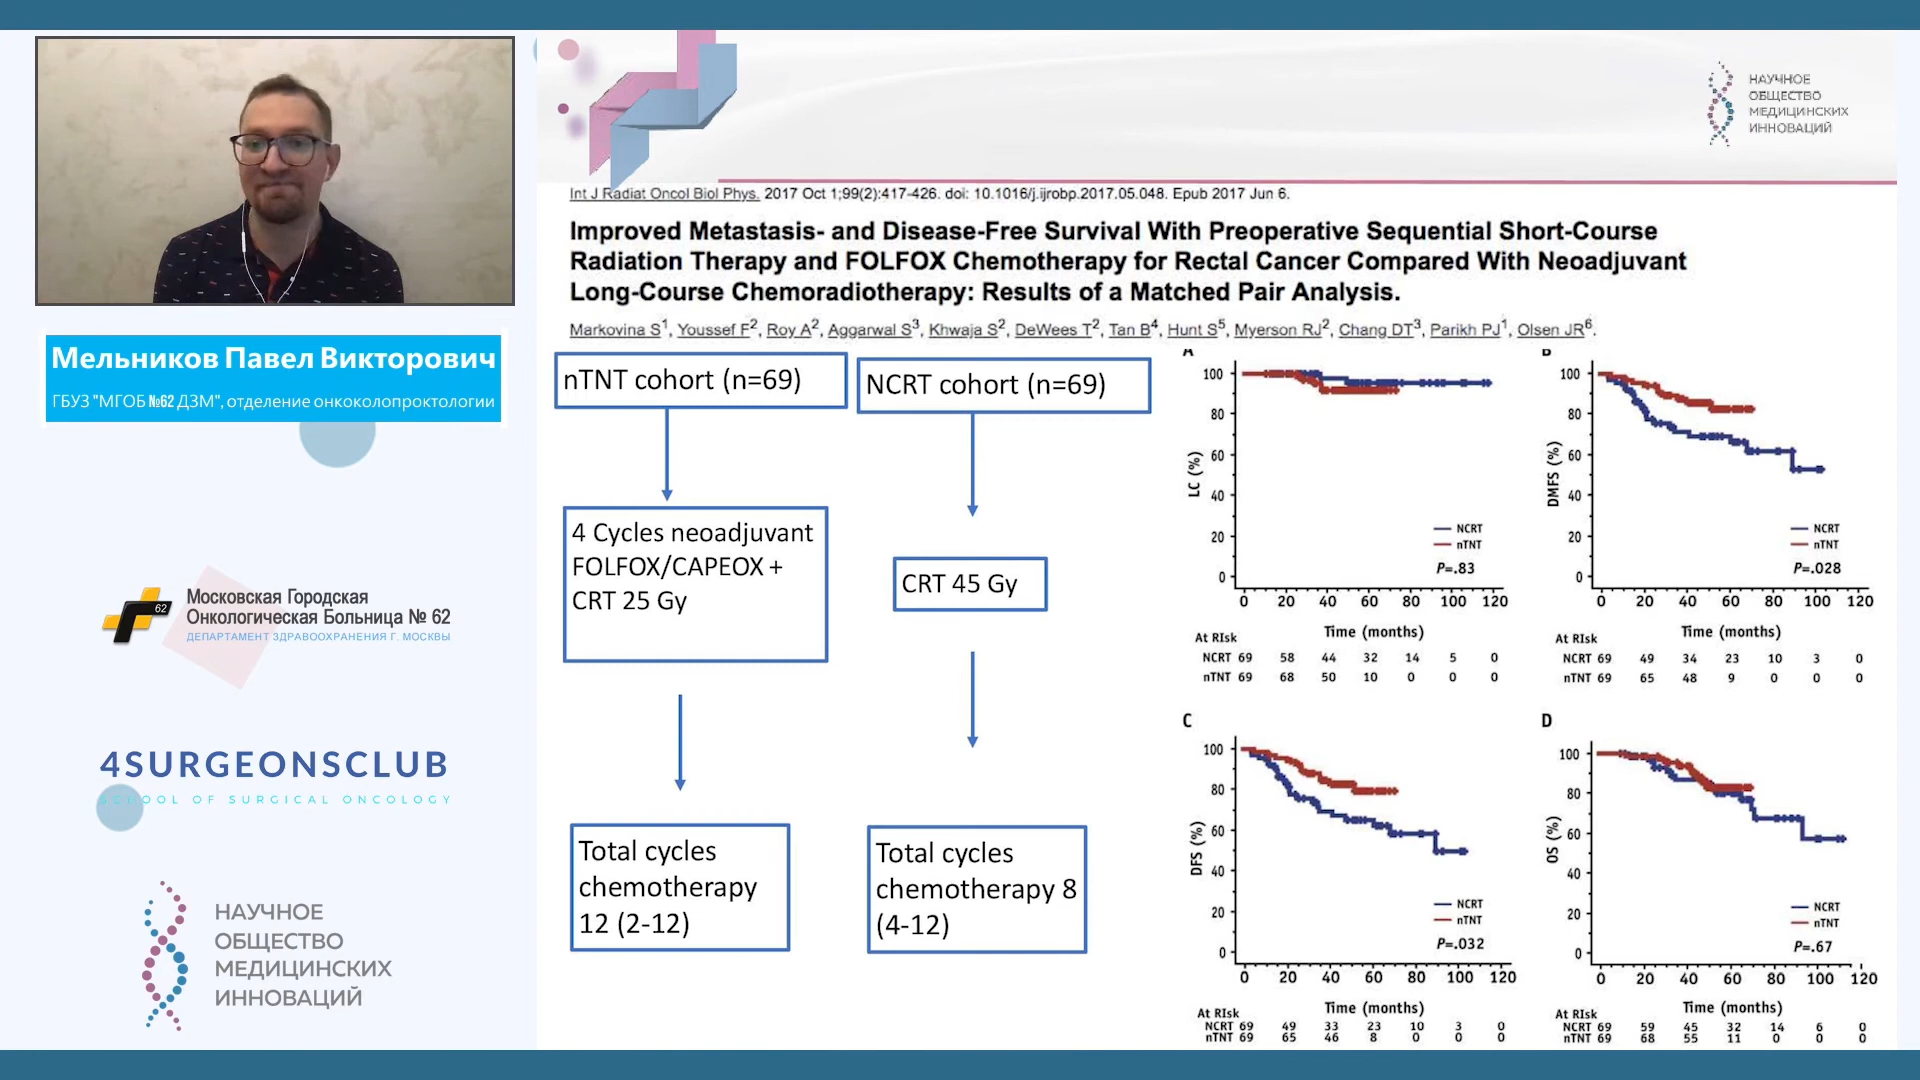 НАУЧНОЕ
ОБЩЕСТВО
МЕДИЦИНСКИХ
ИННОВАЦИЙ
Int J Radiat Oncol Biol Phys. 2017 Oct 1;99(2):417-426. doi: 10.1016/j.ijrobp.2017.05.048. Epub 2017 Jun 6.
Improved Metastasis- and Disease-Free Survival With Preoperative Sequential Short-Course
Radiation Therapy and FOLFOX Chemotherapy for Rectal Cancer Compared With Neoadjuvant
Long-Course Chemoradiotherapy: Results of a Matched Pair Analysis.
Markovina S1, Youssef F2, Roy A2, Aggarwal S3, Khwaja S2, DeWees T2, Tan B4, Hunt S5, Myerson RJ2, Chang DT3, Parikh PJ1, Olsen JR6.
Мельников Павел Викторович
ГБУЗ "МГОБ №62 ДЗМ", отделение онкоколопроктологии
62
Московская Городская
Онкологическая Больница № 62
ДЕПАРТАМЕНТ ЗДРАВООХРАНЕНИЯ Г. МОСКВЫ
4SURGEONSCLUB
SCHOOL OF SURGICAL ONCOLOGY
НАУЧНОЕ
ОБЩЕСТВО
МЕДИЦИНСКИХ
ИННОВАЦИЙ
nTNT cohort (n=69)
4 Cycles neoadjuvant
FOLFOX/CAPEOX +
CRT 25 Gy
Total cycles
chemotherapy
12 (2-12)
NCRT cohort (n=69)
CRT 45 Gy
Total cycles
chemotherapy 8
(4-12)
A
100
80
60
40
20
0
LC (%)
NCRT
nTNT
P=.83
0 20 40 60 80 100 120
Time (months)
At RIsk
NCRT 69 58 44 32 14 5 0
nTNT 69 68 50 10 0 0 0
B
100
80
60
40
20
0
DMFS (%)
NCRT
nTNT
P=.028
0 20 40 60 80 100 120
Time (months)
At RIsk
NCRT 69 49 34 23 10 3 0
nTNT 69 65 48 9 0 0 0
C
100
80
60
40
20
0
DFS (%)
NCRT
nTNT
P=.032
0 20 40 60 80 100 120
Time (months)
At RIsk
NCRT 69 49 33 23 10 3 0
nTNT 69 65 46 8 0 0 0
D
100
80
60
40
20
0
OS (%)
NCRT
nTNT
P=.67
0 20 40 60 80 100 120
Time (months)
At RIsk
NCRT 69 59 45 32 14 6 0
nTNT 69 68 55 11 0 0 0